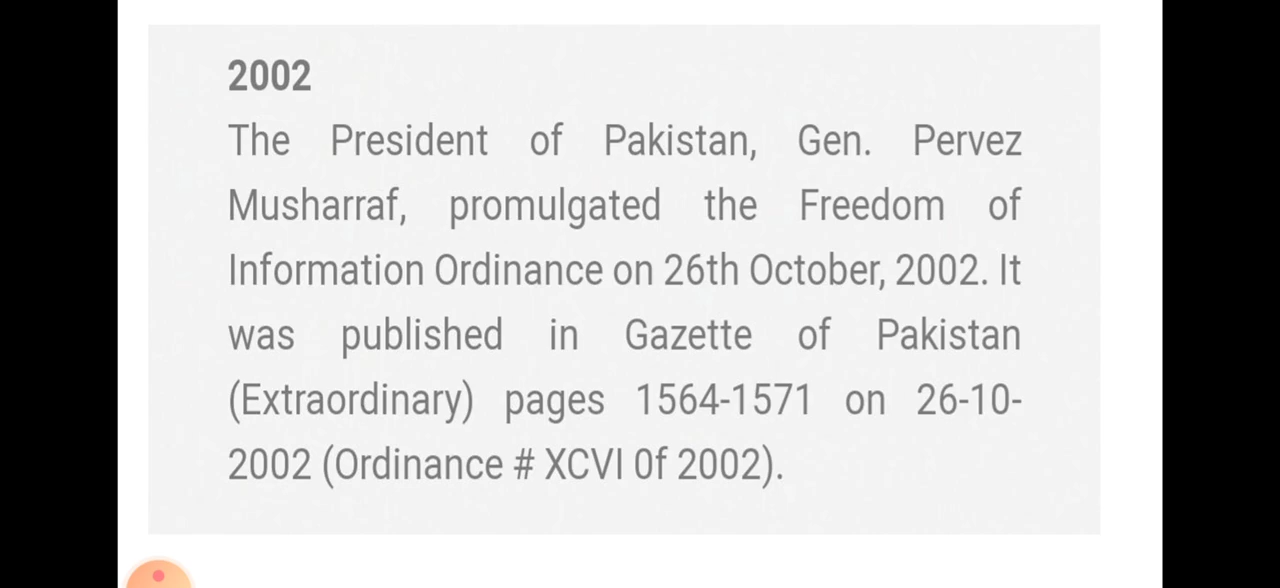 2002
The President of Pakistan, Gen. Pervez
Musharraf, promulgated the Freedom of
Information Ordinance on 26th October, 2002. It
was published in Gazette of Pakistan
(Extraordinary) pages 1564-1571 on 26-10-
2002 (Ordinance # XCVI 0f 2002).